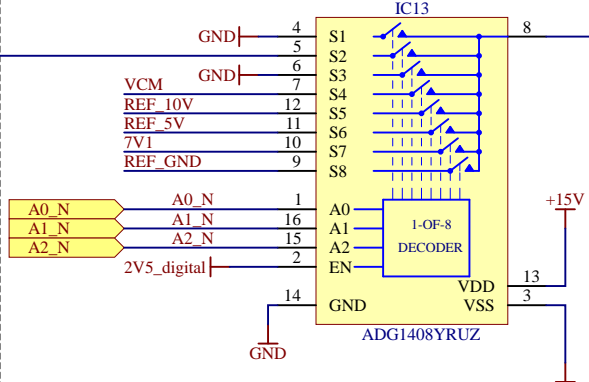 IC13
GND 4 S1 8
5 S2
GND 6 S3
VCM 7 S4
REF_10V 12 S5
REF_5V 11 S6
7V1 10 S7
REF_GND 9 S8
A0_N A0_N 1 A0 1-OF-8 +15V
A1_N A1_N 16 A1
A2_N A2_N 15 A2 DECODER
2V5_digital 2 EN
VDD 13
14 GND VSS 3
GND ADG1408YRUZ